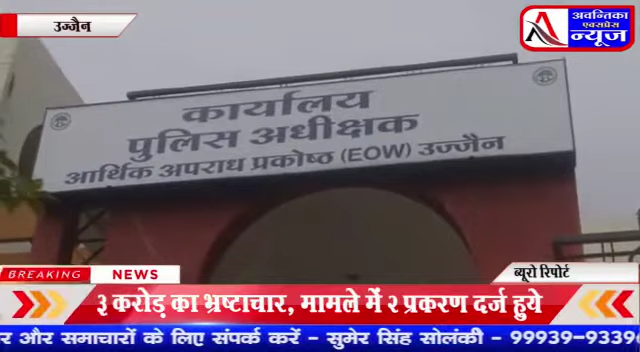 उज्जैन
अवन्तिका
एक्सप्रेस
न्यूज
कार्यालय
पुलिस अधीक्षक
आर्थिक अपराध प्रकोष्ठ (EOW) उज्जैन
BREAKING NEWS
ब्यूरो रिपोर्ट
३ करोड़ का भ्रष्टाचार, मामले में २ प्रकरण दर्ज हुये
और समाचारों के लिए संपर्क करें - सुमेर सिंह सोलंकी - 99939-9339